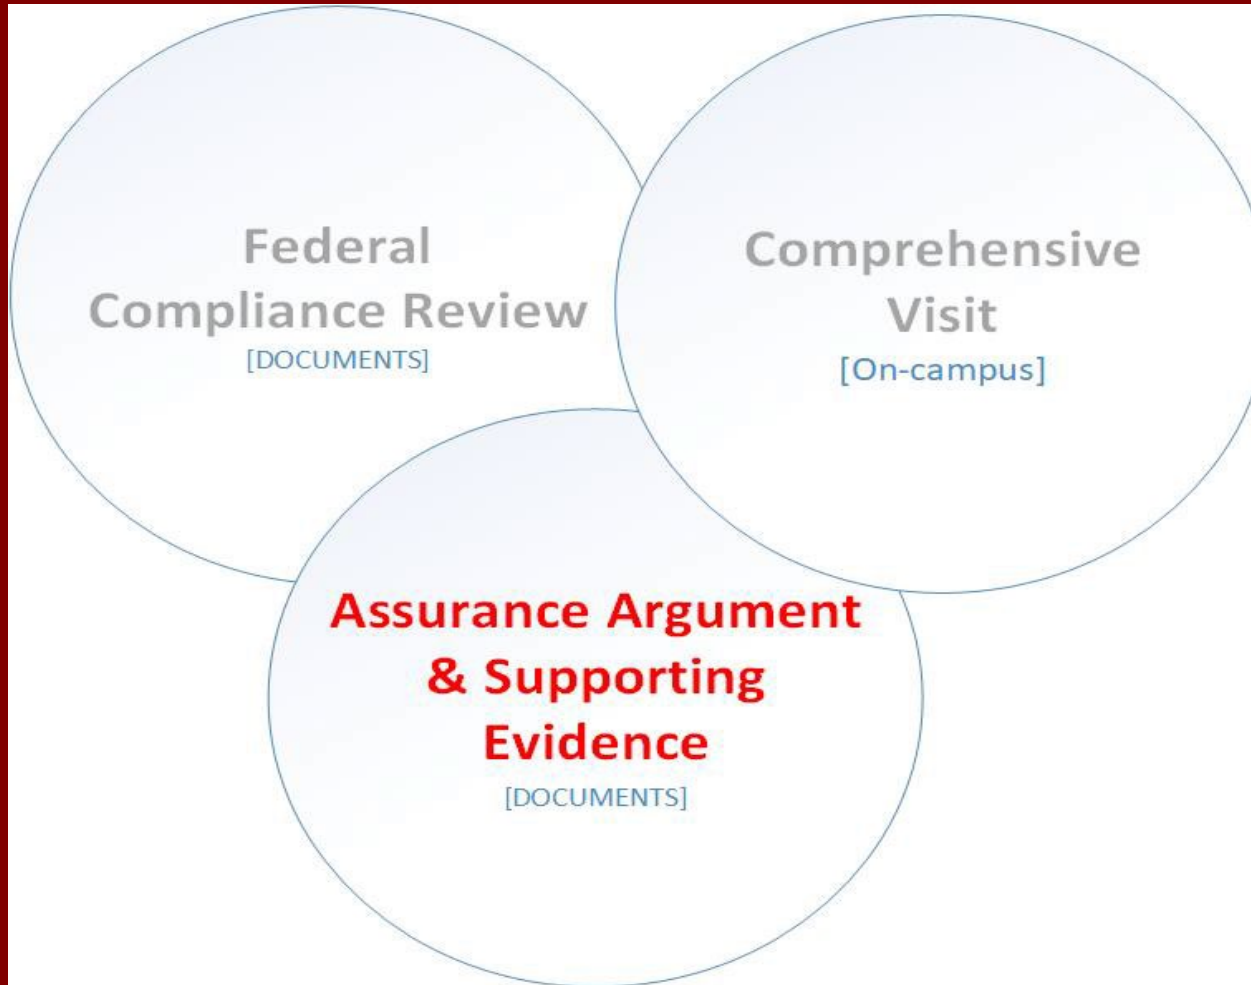 Federal
Compliance Review
[DOCUMENTS]
Comprehensive
Visit
[On-campus]
Assurance Argument
& Supporting
Evidence
[DOCUMENTS]